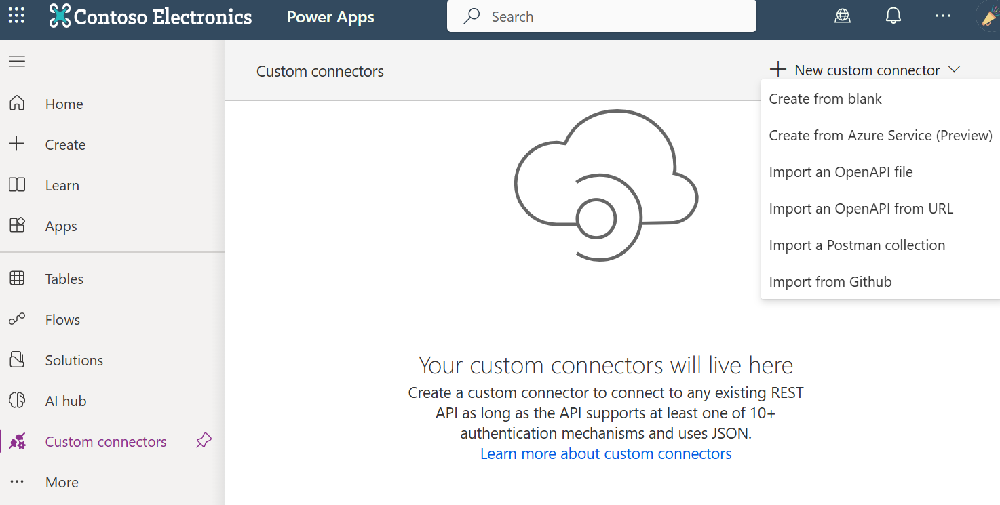 Contoso Electronics
Power Apps
Search
Home
Create
Learn
Apps
Tables
Flows
Solutions
AI hub
Custom connectors
More
Custom connectors
New custom connector
Create from blank
Create from Azure Service (Preview)
Import an OpenAPI file
Import an OpenAPI from URL
Import a Postman collection
Import from Github
Your custom connectors will live here
Create a custom connector to connect to any existing REST
API as long as the API supports at least one of 10+
authentication mechanisms and uses JSON.
Learn more about custom connectors